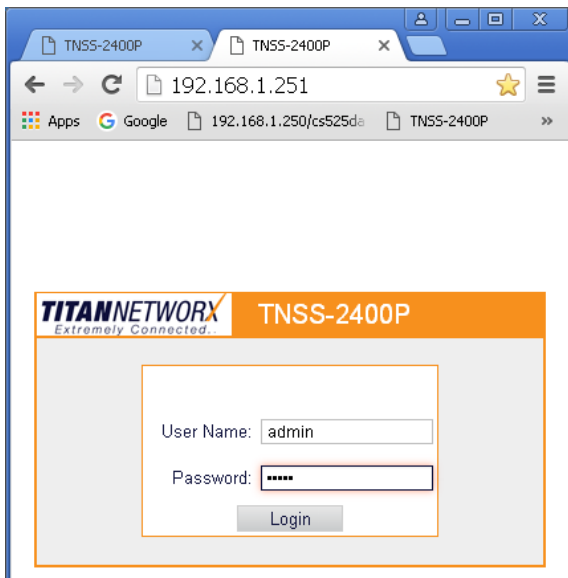 TNSS-2400P
TNSS-2400P
192.168.1.251
Apps
Google
192.168.1.250/cs525da
TNSS-2400P
»
TITANNETWORX
Extremely Connected..
TNSS-2400P
User Name: admin
Password: •••••
Login